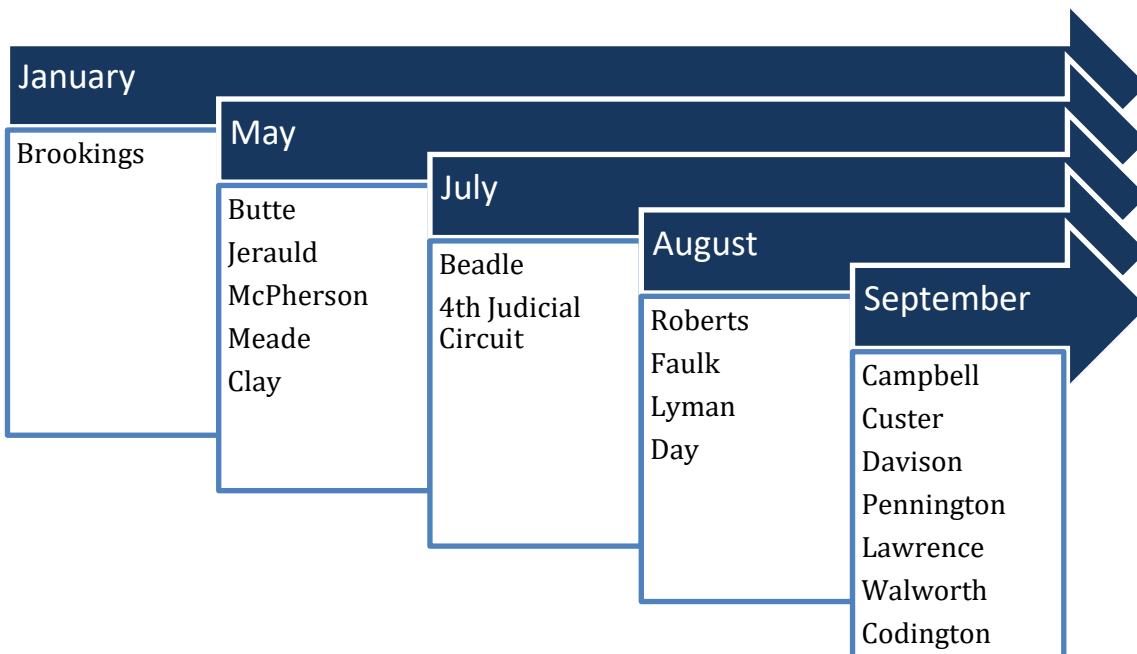 January
Brookings
May
Butte
Jerauld
McPherson
Meade
Clay
July
Beadle
4th Judicial
Circuit
August
Roberts
Faulk
Lyman
Day
September
Campbell
Custer
Davison
Pennington
Lawrence
Walworth
Codington